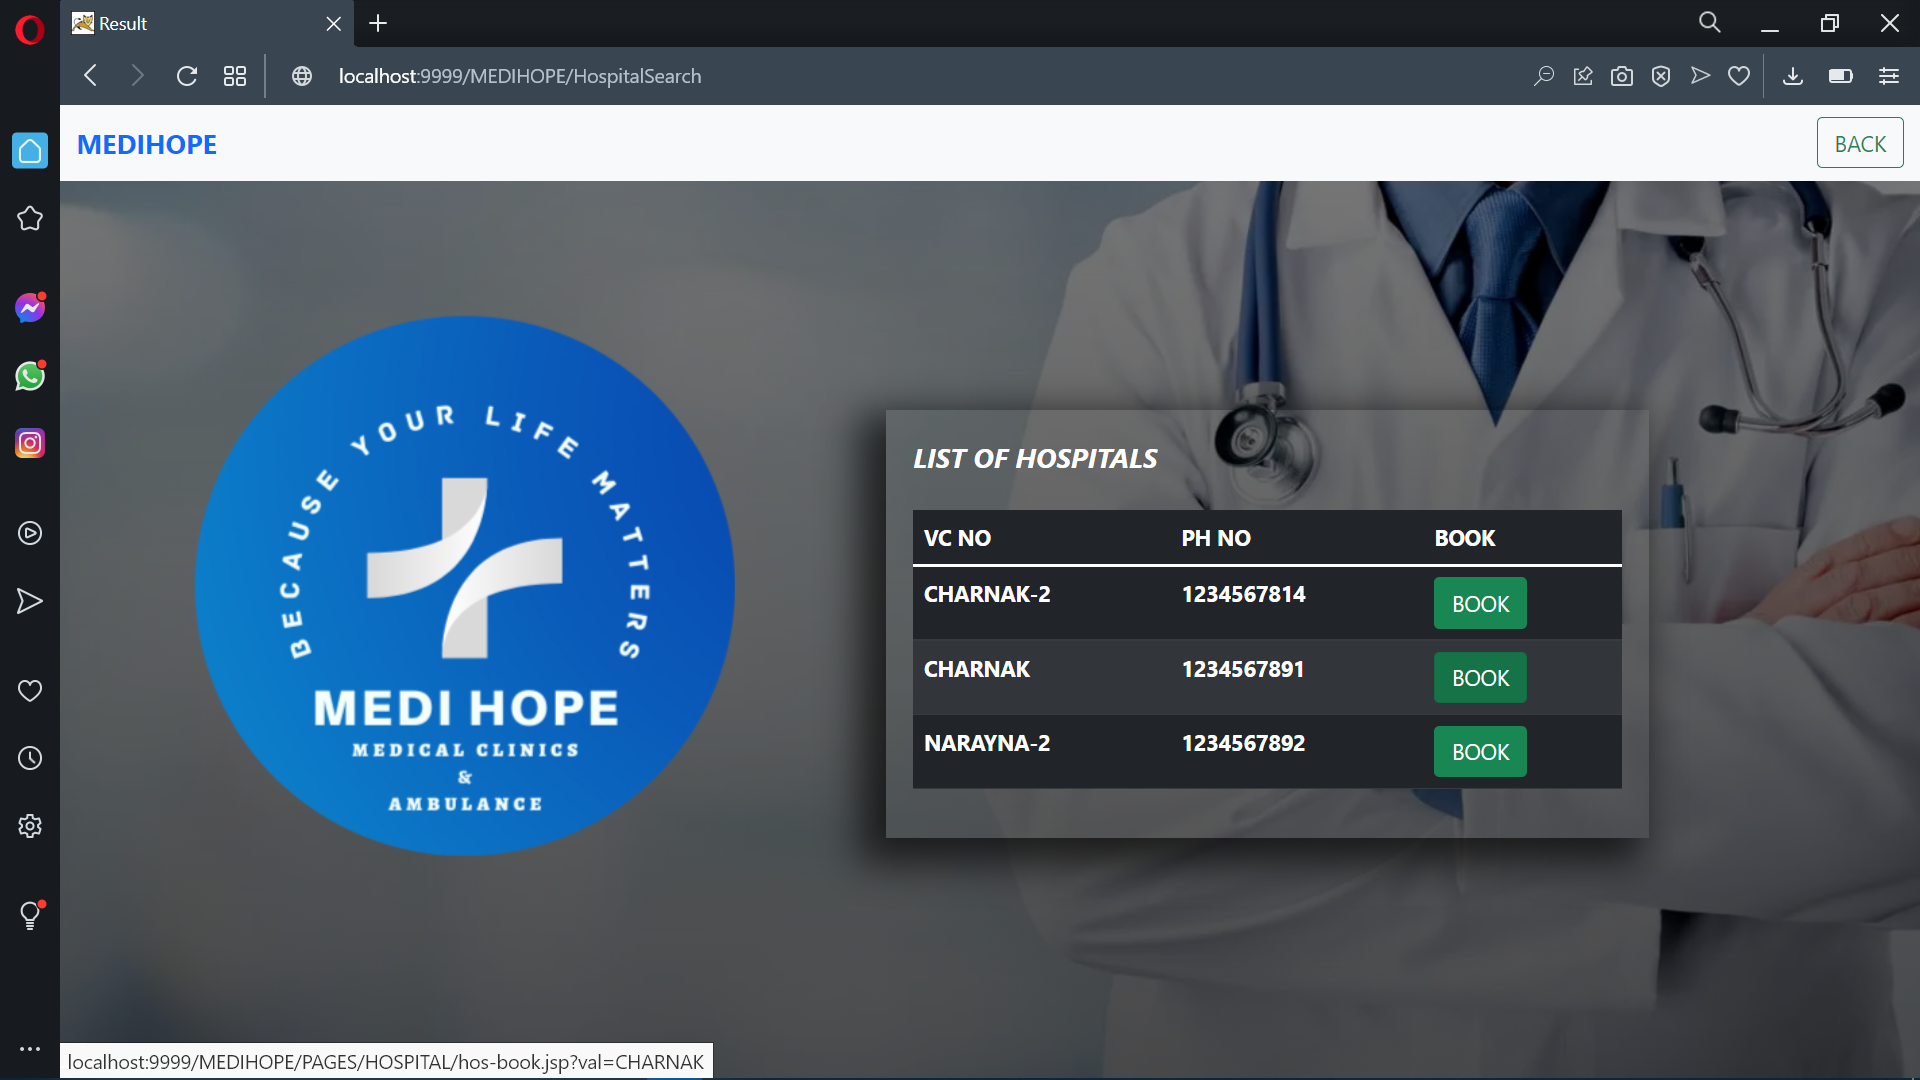 Result
localhost:9999/MEDIHOPE/HospitalSearch
MEDIHOPE
BACK
BECAUSE YOUR LIFE MATTERS
MEDI HOPE
MEDICAL CLINICS
&
AMBULANCE
LIST OF HOSPITALS
VC NO PH NO BOOK
CHARNAK-2 1234567814 BOOK
CHARNAK 1234567891 BOOK
NARAYNA-2 1234567892 BOOK
localhost:9999/MEDIHOPE/PAGES/HOSPITAL/hos-book.jsp?val=CHARNAK